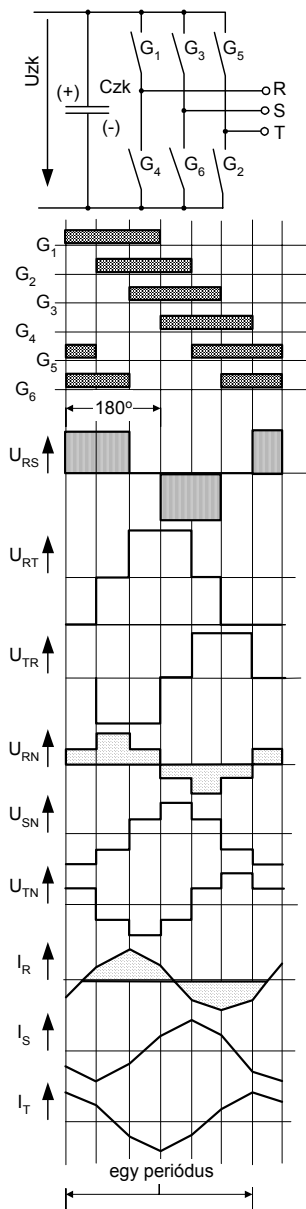 Uzk
(+)
(-)
Czk
G1 G3 G5
R
S
T
G4 G6 G2
G1
G2
G3
G4
G5
G6
180°
URS
URT
UTR
URN
USN
UTN
IR
IS
IT
egy periódus